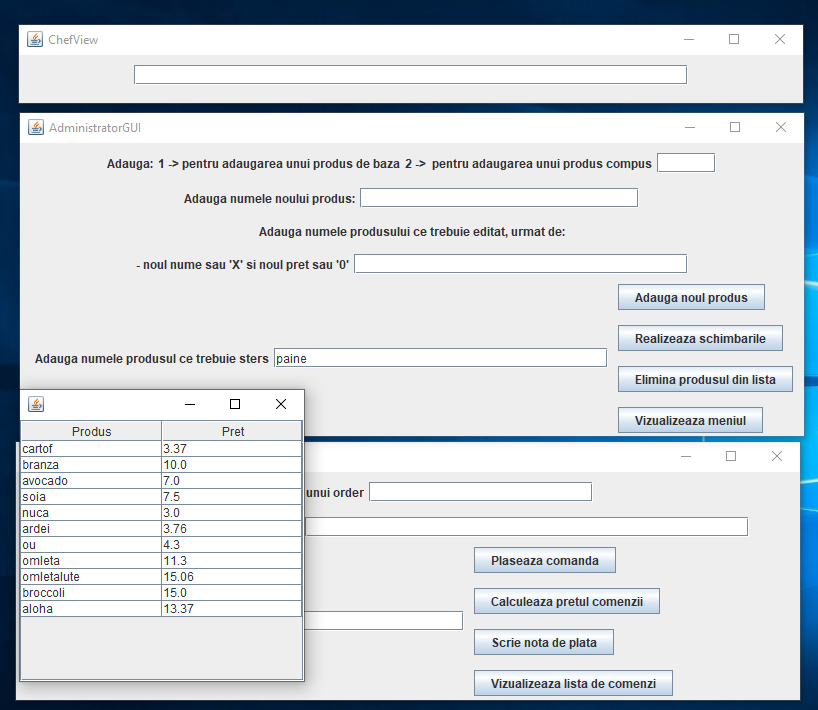 ChefView
AdministratorGUI
Adauga: 1 -> pentru adaugarea unui produs de baza 2 -> pentru adaugarea unui produs compus
Adauga numele noului produs:
Adauga numele produsului ce trebuie editat, urmat de:
- noul nume sau 'X' si noul pret sau '0'
Adauga noul produs
Realizeaza schimbarile
Adauga numele produsul ce trebuie sters paine
Elimina produsul din lista
Vizualizeaza meniul
Produs Pret
cartof 3.37
branza 10.0
avocado 7.0
soia 7.5
nuca 3.0
ardei 3.76
ou 4.3
omleta 11.3
omletalute 15.06
broccoli 15.0
aloha 13.37
unui order
Plaseaza comanda
Calculeaza pretul comenzii
Scrie nota de plata
Vizualizeaza lista de comenzi